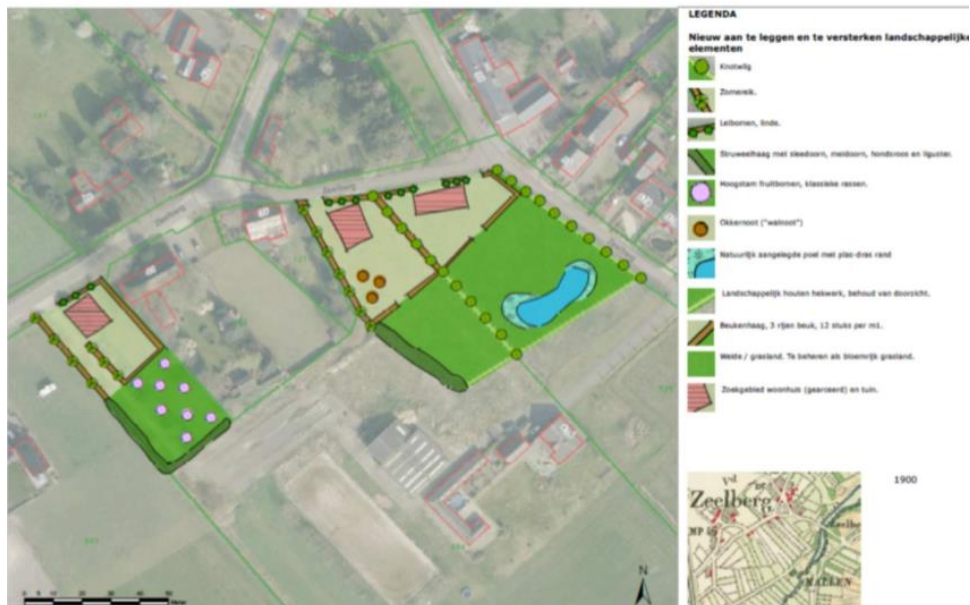 LEGENDA
Nieuw aan te leggen en te versterken landschappelijke
elementen
Knotwilg
Zomereik.
Leibomen, linde.
Struweelhaag met sleedoorn, meidoorn, hondsroos en liguster.
Hoogstam fruitbomen, klassieke rassen.
Okkernoot ("walnoot")
Natuurlijk aangelegde poel met plas-dras rand
Landschappelijk houten hekwerk, behoud van doorzicht.
Beukenhaag, 3 rijen beuk, 12 stuks per m1.
Weide / grasland. Te beheren als bloemrijk grasland.
Zoekgebied woonhuis (gearceerd) en tuin.
1900
Zeelberg
MALLEN
N